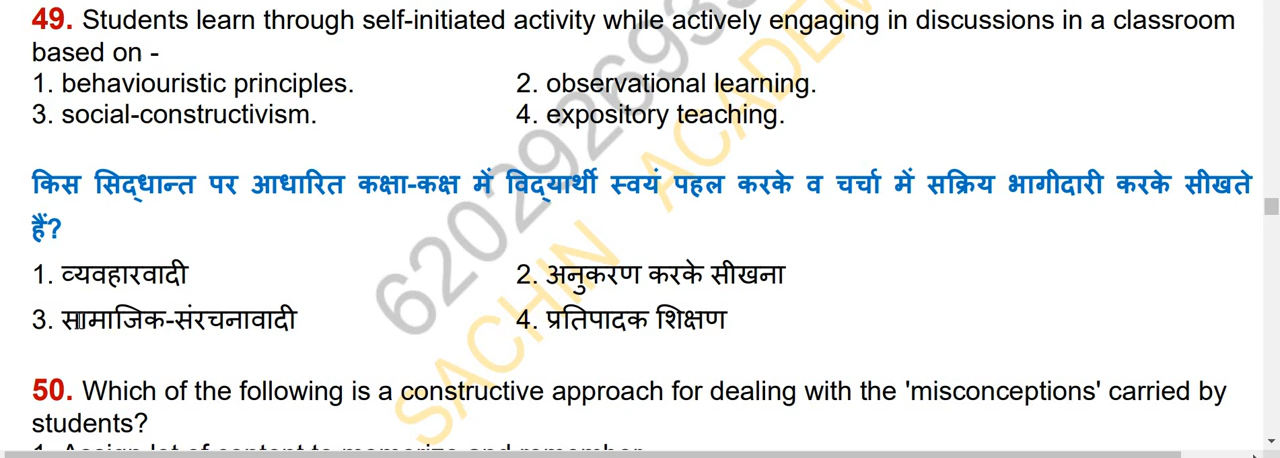 49. Students learn through self-initiated activity while actively engaging in discussions in a classroom
based on -
1. behaviouristic principles. 2. observational learning.
3. social-constructivism. 4. expository teaching.
किस सिद्धान्त पर आधारित कक्षा-कक्ष में विद्यार्थी स्वयं पहल करके व चर्चा में सक्रिय भागीदारी करके सीखते
हैं?
1. व्यवहारवादी 2. अनुकरण करके सीखना
3. सामाजिक-संरचनावादी 4. प्रतिपादक शिक्षण
50. Which of the following is a constructive approach for dealing with the 'misconceptions' carried by
students?
SACHIN ACADEM